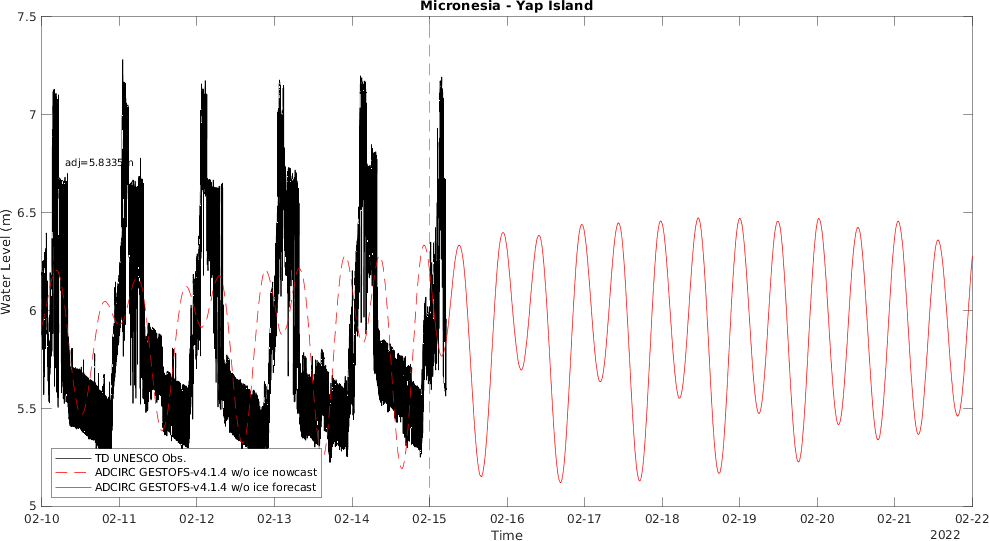 Micronesia - Yap Island
7.5
7
6.5
6
5.5
5
Water Level (m)
adj=5.8335m
TD UNESCO Obs.
ADCIRC GESTOFS-v4.1.4 w/o ice nowcast
ADCIRC GESTOFS-v4.1.4 w/o ice forecast
02-10 02-11 02-12 02-13 02-14 02-15 02-16 02-17 02-18 02-19 02-20 02-21 02-22
Time
2022